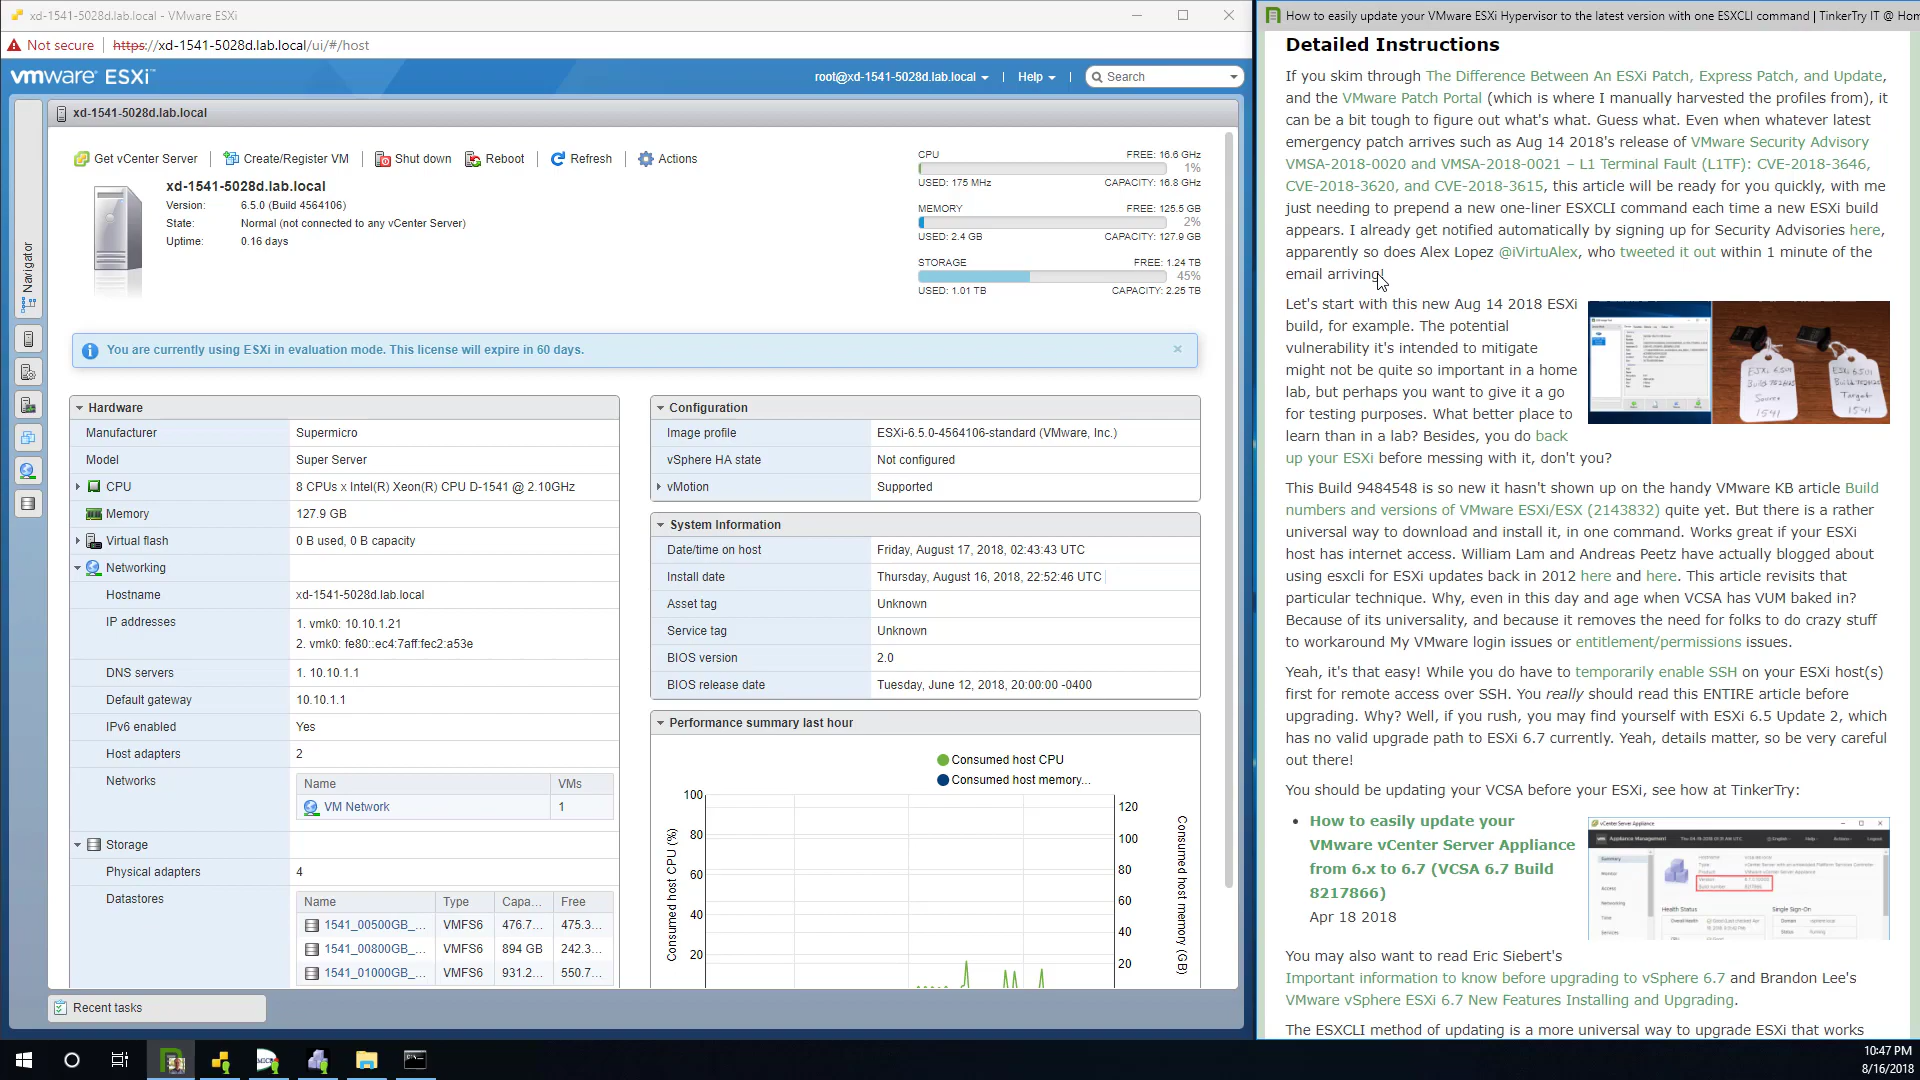 xd-1541-5028d.lab.local - VMware ESXi
Not secure | https://xd-1541-5028d.lab.local/ui/#/host
vmware ESXi™
root@xd-1541-5028d.lab.local
Help
Search
Navigator
xd-1541-5028d.lab.local
Get vCenter Server
Create/Register VM
Shut down
Reboot
Refresh
Actions
xd-1541-5028d.lab.local
Version: 6.5.0 (Build 4564106)
State: Normal (not connected to any vCenter Server)
Uptime: 0.16 days
CPU FREE: 16.6 GHz
1%
USED: 175 MHz CAPACITY: 16.8 GHz
MEMORY FREE: 125.5 GB
2%
USED: 2.4 GB CAPACITY: 127.9 GB
STORAGE FREE: 1.24 TB
45%
USED: 1.01 TB CAPACITY: 2.25 TB
You are currently using ESXi in evaluation mode. This license will expire in 60 days.
Hardware
Manufacturer Supermicro
Model Super Server
CPU 8 CPUs x Intel(R) Xeon(R) CPU D-1541 @ 2.10GHz
Memory 127.9 GB
Virtual flash 0 B used, 0 B capacity
Networking
Hostname xd-1541-5028d.lab.local
IP addresses 1. vmk0: 10.10.1.21
2. vmk0: fe80::ec4:7aff:fec2:a53e
DNS servers 1. 10.10.1.1
Default gateway 10.10.1.1
IPv6 enabled Yes
Host adapters 2
Networks Name VMs
VM Network 1
Storage
Physical adapters 4
Datastores Name Type Capa... Free
1541_00500GB_... VMFS6 476.7... 475.3...
1541_00800GB_... VMFS6 894 GB 242.3...
1541_01000GB_... VMFS6 931.2... 550.7...
Configuration
Image profile ESXi-6.5.0-4564106-standard (VMware, Inc.)
vSphere HA state Not configured
vMotion Supported
System Information
Date/time on host Friday, August 17, 2018, 02:43:43 UTC
Install date Thursday, August 16, 2018, 22:52:46 UTC
Asset tag Unknown
Service tag Unknown
BIOS version 2.0
BIOS release date Tuesday, June 12, 2018, 20:00:00 -0400
Performance summary last hour
Consumed host CPU
Consumed host memory...
Consumed host CPU (%)
100
80
60
40
20
Consumed host memory (GB)
120
100
80
60
40
20
Recent tasks
How to easily update your VMware ESXi Hypervisor to the latest version with one ESXCLI command | TinkerTry IT @ Hom
Detailed Instructions
If you skim through The Difference Between An ESXi Patch, Express Patch, and Update,
and the VMware Patch Portal (which is where I manually harvested the profiles from), it
can be a bit tough to figure out what's what. Guess what. Even when whatever latest
emergency patch arrives such as Aug 14 2018's release of VMware Security Advisory
VMSA-2018-0020 and VMSA-2018-0021 – L1 Terminal Fault (L1TF): CVE-2018-3646,
CVE-2018-3620, and CVE-2018-3615, this article will be ready for you quickly, with me
just needing to prepend a new one-liner ESXCLI command each time a new ESXi build
appears. I already get notified automatically by signing up for Security Advisories here,
apparently so does Alex Lopez @iVirtuAlex, who tweeted it out within 1 minute of the
email arriving!
Let's start with this new Aug 14 2018 ESXi
build, for example. The potential
vulnerability it's intended to mitigate
might not be quite so important in a home
lab, but perhaps you want to give it a go
for testing purposes. What better place to
learn than in a lab? Besides, you do back
up your ESXi before messing with it, don't you?
Source
1541
Target
1541
This Build 9484548 is so new it hasn't shown up on the handy VMware KB article Build
numbers and versions of VMware ESXi/ESX (2143832) quite yet. But there is a rather
universal way to download and install it, in one command. Works great if your ESXi
host has internet access. William Lam and Andreas Peetz have actually blogged about
using esxcli for ESXi updates back in 2012 here and here. This article revisits that
particular technique. Why, even in this day and age when VCSA has VUM baked in?
Because of its universality, and because it removes the need for folks to do crazy stuff
to workaround My VMware login issues or entitlement/permissions issues.
Yeah, it's that easy! While you do have to temporarily enable SSH on your ESXi host(s)
first for remote access over SSH. You really should read this ENTIRE article before
upgrading. Why? Well, if you rush, you may find yourself with ESXi 6.5 Update 2, which
has no valid upgrade path to ESXi 6.7 currently. Yeah, details matter, so be very careful
out there!
You should be updating your VCSA before your ESXi, see how at TinkerTry:
• How to easily update your
VMware vCenter Server Appliance
from 6.x to 6.7 (VCSA 6.7 Build
8217866)
Apr 18 2018
You may also want to read Eric Siebert's
Important information to know before upgrading to vSphere 6.7 and Brandon Lee's
VMware vSphere ESXi 6.7 New Features Installing and Upgrading.
The ESXCLI method of updating is a more universal way to upgrade ESXi that works
10:47 PM
8/16/2018